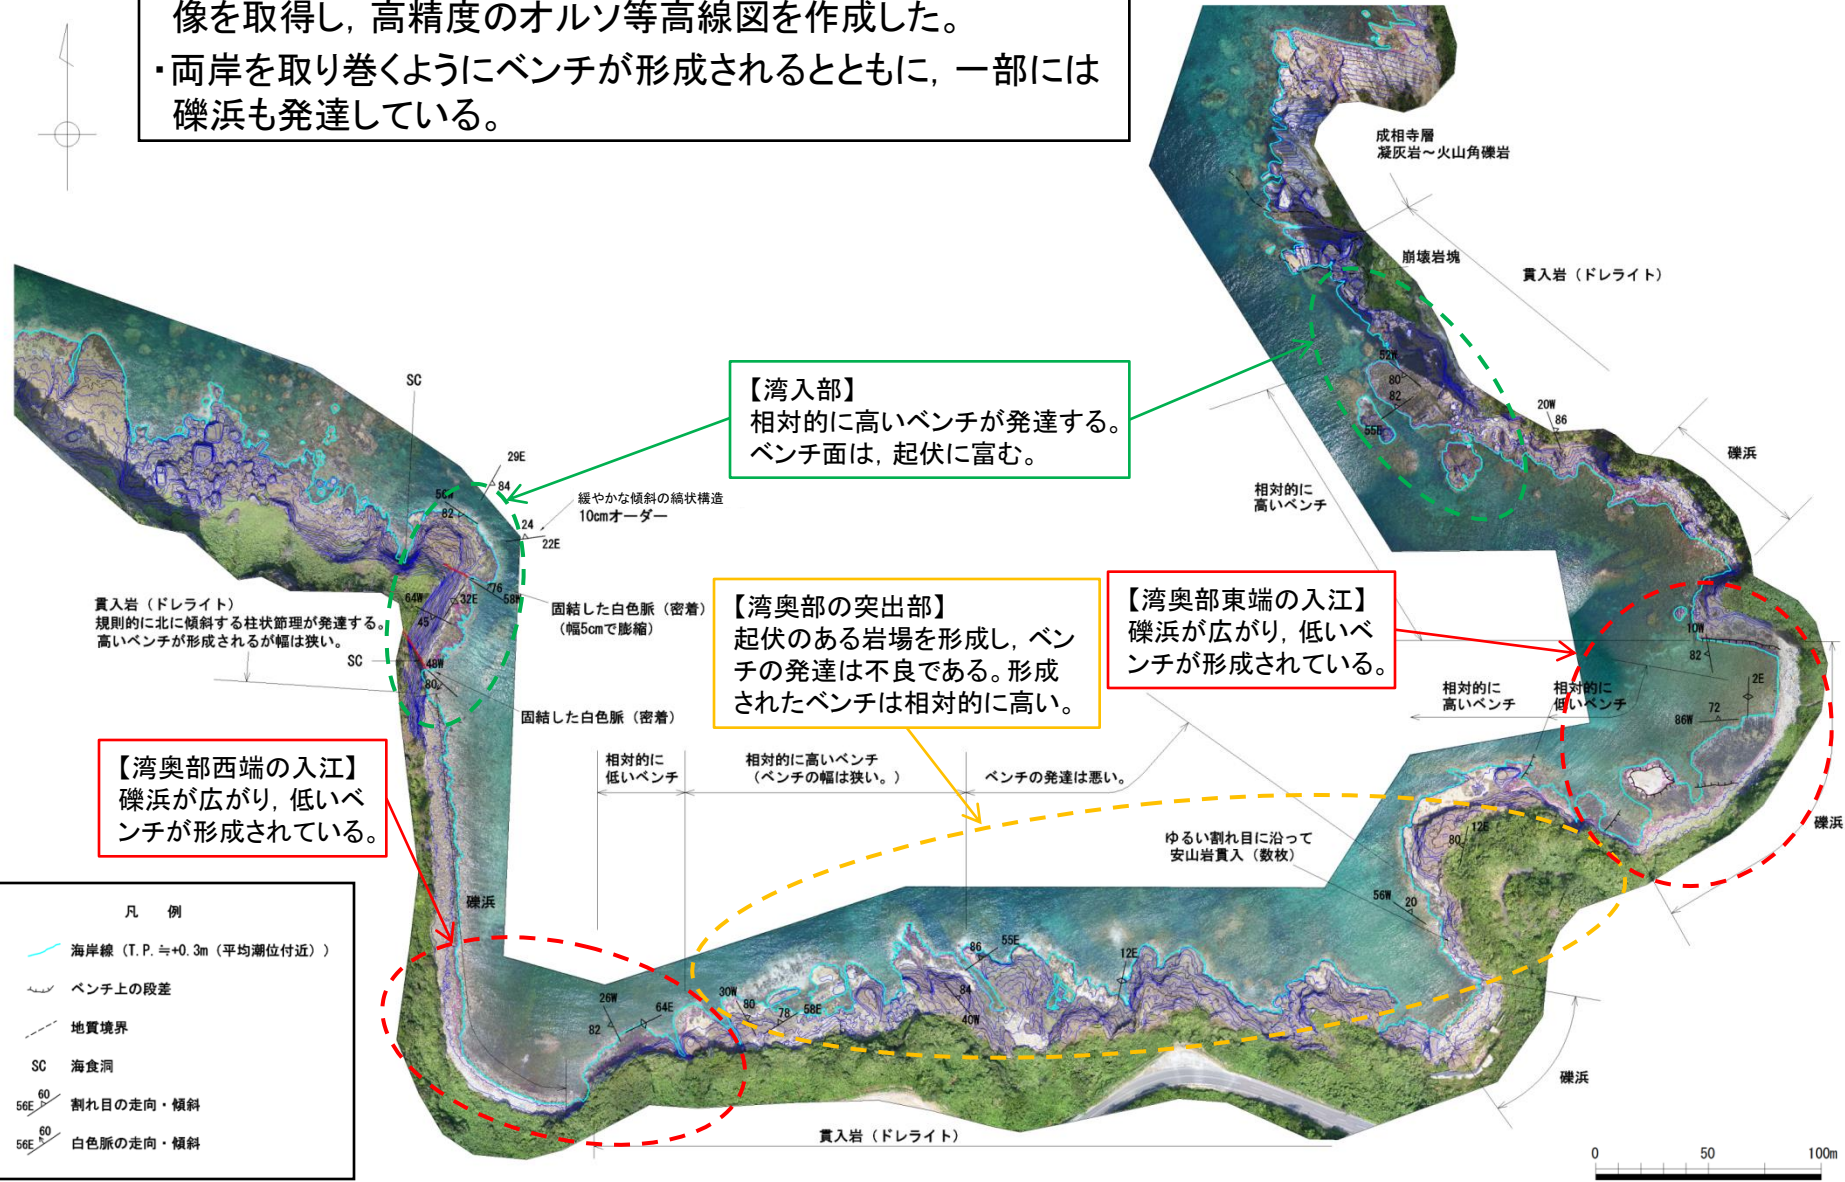 像を取得し，高精度のオルソ等高線図を作成した。
・両岸を取り巻くようにベンチが形成されるとともに，一部には
礫浜も発達している。
成相寺層
凝灰岩～火山角礫岩
崩壊岩塊
貫入岩（ドレライト）
52W
80
82
55E
20W
86
礫浜
相対的に
高いベンチ
【湾入部】
相対的に高いベンチが発達する。
ベンチ面は，起伏に富む。
SC
29E
84
56W
82
緩やかな傾斜の縞状構造
10cmオーダー
24
22E
76
58W
64W
32E
45
固結した白色脈（密着）
（幅5cmで膨縮）
貫入岩（ドレライト）
規則的に北に傾斜する柱状節理が発達する。
高いベンチが形成されるが幅は狭い。
SC
48W
80
固結した白色脈（密着）
【湾奥部の突出部】
起伏のある岩場を形成し，ベン
チの発達は不良である。形成
されたベンチは相対的に高い。
【湾奥部東端の入江】
礫浜が広がり，低いベ
ンチが形成されている。
10W
82
2E
72
86W
相対的に
高いベンチ
相対的に
低いベンチ
礫浜
【湾奥部西端の入江】
礫浜が広がり，低いベ
ンチが形成されている。
相対的に
低いベンチ
相対的に高いベンチ
（ベンチの幅は狭い。）
ベンチの発達は悪い。
ゆるい割れ目に沿って
安山岩貫入（数枚）
12E
80
56W
20
礫浜
86
55E
12E
84
40W
30W
80
78
58E
26W
82
64E
礫浜
貫入岩（ドレライト）
凡　例
海岸線（T.P.≒+0.3m（平均潮位付近））
ベンチ上の段差
地質境界
SC 海食洞
56E 60 割れ目の走向・傾斜
56E 60 白色脈の走向・傾斜
0 50 100m